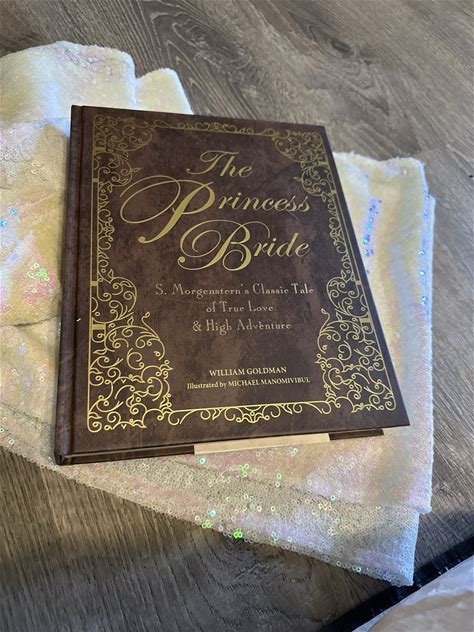 The
Princess
Bride
S. Morgenstern's Classic Tale
of True Love
& High Adventure
WILLIAM GOLDMAN
Illustrated by MICHAEL MANOMIVIBUL